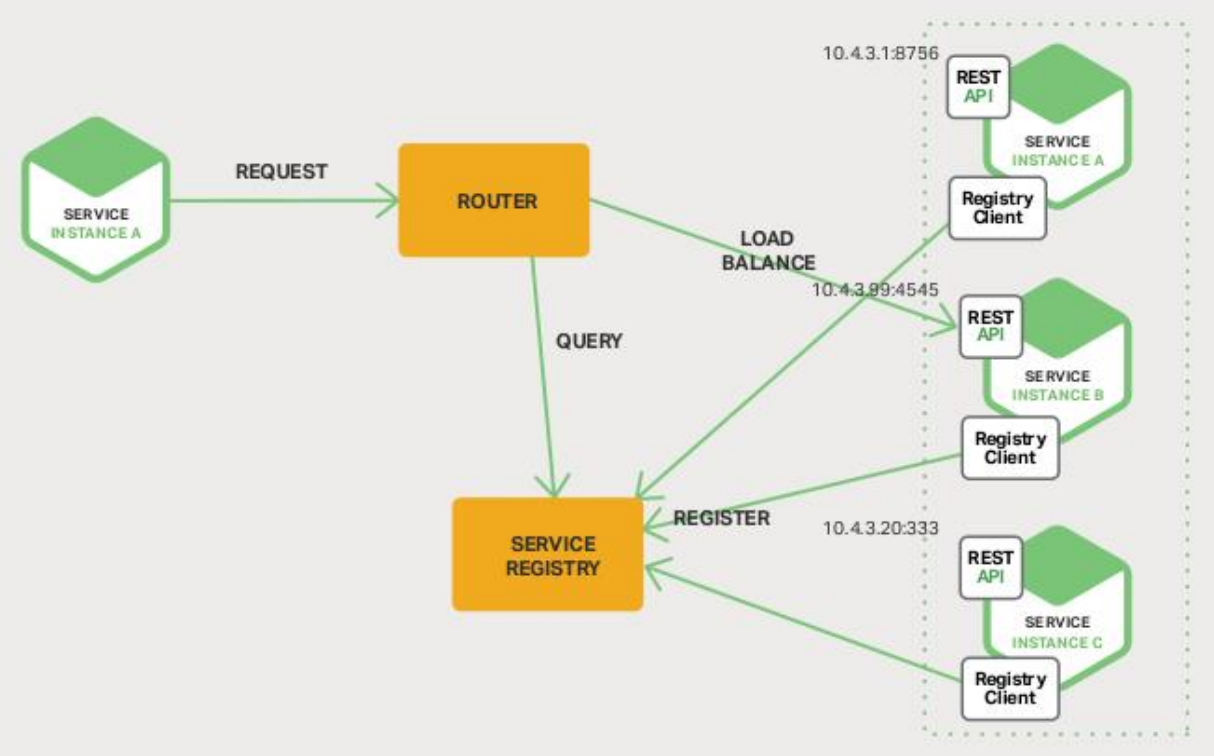 10.4.3.1:8756
REST
API
SERVICE
INSTANCE A
Registry
Client
REQUEST
ROUTER
SERVICE
INSTANCE A
LOAD
BALANCE
10.4.3.99:4545
REST
API
SERVICE
INSTANCE B
QUERY
Registry
Client
REGISTER
10.4.3.20:333
REST
API
SERVICE
REGISTRY
SERVICE
INSTANCE C
Registry
Client